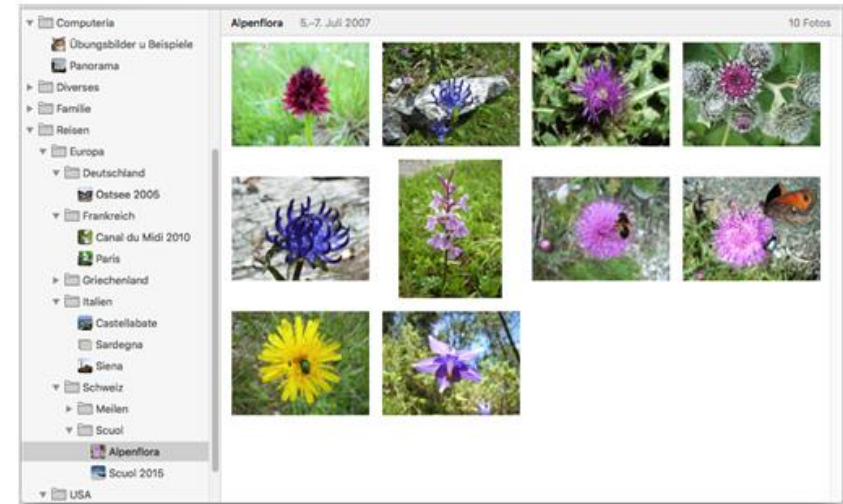 Computeria
Übungsbilder u Beispiele
Panorama
Diverses
Familie
Reisen
Europa
Deutschland
Ostsee 2005
Frankreich
Canal du Midi 2010
Paris
Griechenland
Italien
Castellabate
Sardegna
Siena
Schweiz
Meilen
Scuol
Alpenflora
Scuol 2015
USA
Alpenflora 5.–7. Juli 2007 10 Fotos